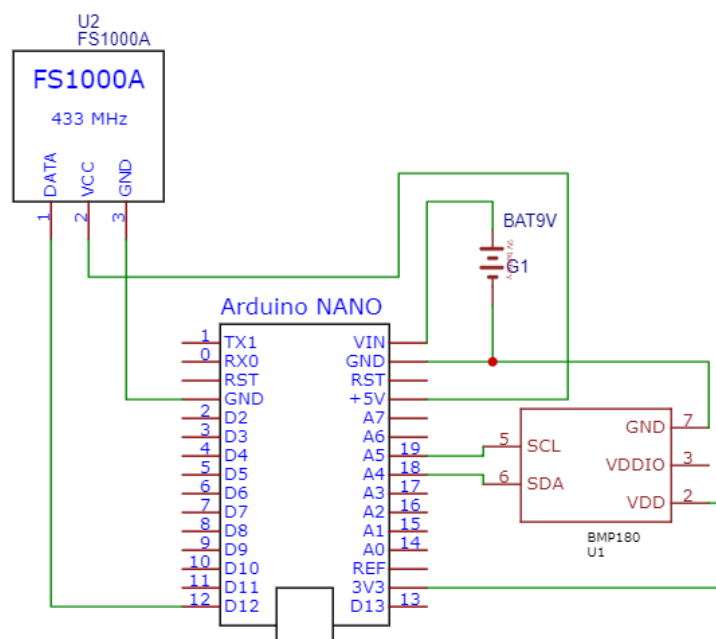 U2
FS1000A
FS1000A
433 MHz
DATA
VCC
GND
1
2
3
BAT9V
G1
Arduino NANO
1 TX1 VIN
0 RX0 GND
RST RST
GND +5V
2 D2 A7
3 D3 A6
4 D4 A5 19
5 D5 A4 18
6 D6 A3 17
7 D7 A2 16
8 D8 A1 15
9 D9 A0 14
10 D10 REF
11 D11 3V3
12 D12 D13 13
GND 7
5 SCL
VDDIO 3
6 SDA
VDD 2
BMP180
U1